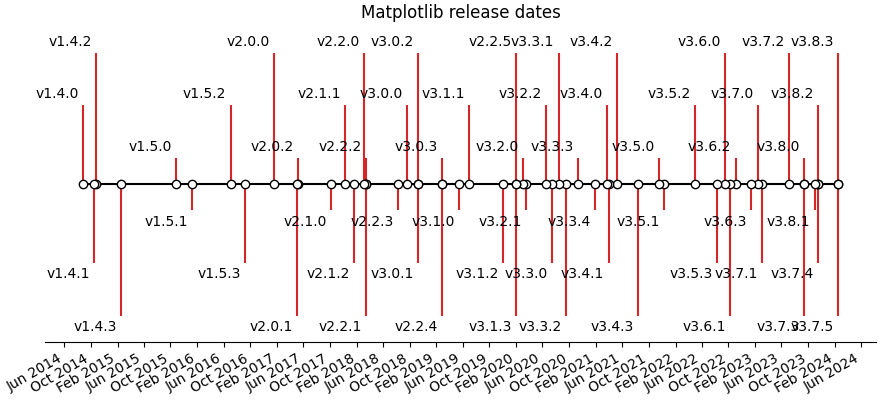 Matplotlib release dates
v1.4.2 v2.0.0 v2.2.0 v3.0.2 v2.2.5 v3.3.1 v3.4.2 v3.6.0 v3.7.2 v3.8.3
v1.4.0 v1.5.2 v2.1.1 v3.0.0 v3.1.1 v3.2.2 v3.4.0 v3.5.2 v3.7.0 v3.8.2
v1.5.0 v2.0.2 v2.2.2 v3.0.3 v3.2.0 v3.3.3 v3.5.0 v3.6.2 v3.8.0
v1.5.1 v2.1.0 v2.2.3 v3.1.0 v3.2.1 v3.3.4 v3.5.1 v3.6.3 v3.8.1
v1.4.1 v1.5.3 v2.1.2 v3.0.1 v3.1.2 v3.3.0 v3.4.1 v3.5.3 v3.7.1 v3.7.4
v1.4.3 v2.0.1 v2.2.1 v2.2.4 v3.1.3 v3.3.2 v3.4.3 v3.6.1 v3.7.3 v3.7.5
Jun 2014 Oct 2014 Feb 2015 Jun 2015 Oct 2015 Feb 2016 Jun 2016 Oct 2016 Feb 2017 Jun 2017 Oct 2017 Feb 2018 Jun 2018 Oct 2018 Feb 2019 Jun 2019 Oct 2019 Feb 2020 Jun 2020 Oct 2020 Feb 2021 Jun 2021 Oct 2021 Feb 2022 Jun 2022 Oct 2022 Feb 2023 Jun 2023 Oct 2023 Feb 2024 Jun 2024